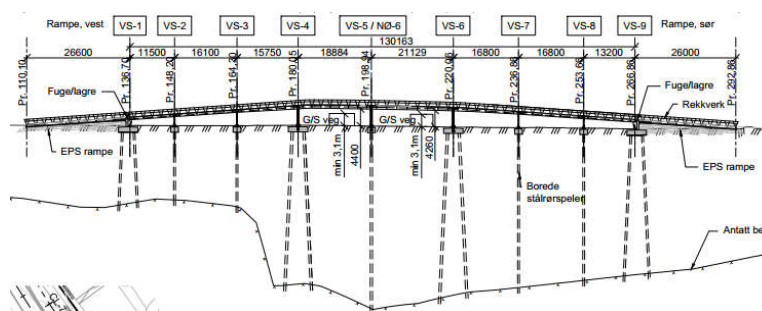 Rampe, vest VS-1 VS-2 VS-3 VS-4 VS-5 / NØ-6 VS-6 VS-7 VS-8 VS-9 Rampe, sør
130163
26600 11500 16100 15750 18884 21129 16800 16800 13200 26000
Pr. 110.10 Pr. 136.70 Pr. 148.20 Pr. 164.30 Pr. 180.05 Pr. 198.94 Pr. 220.06 Pr. 236.86 Pr. 253.66 Pr. 266.86 Pr. 292.86
Fuge/lagre Fuge/lagre
Rekkverk
G/S veg G/S veg
EPS rampe min 3,1m 4400 min 3,1m 4260 EPS rampe
Borede
stålrørspeler
Antatt be